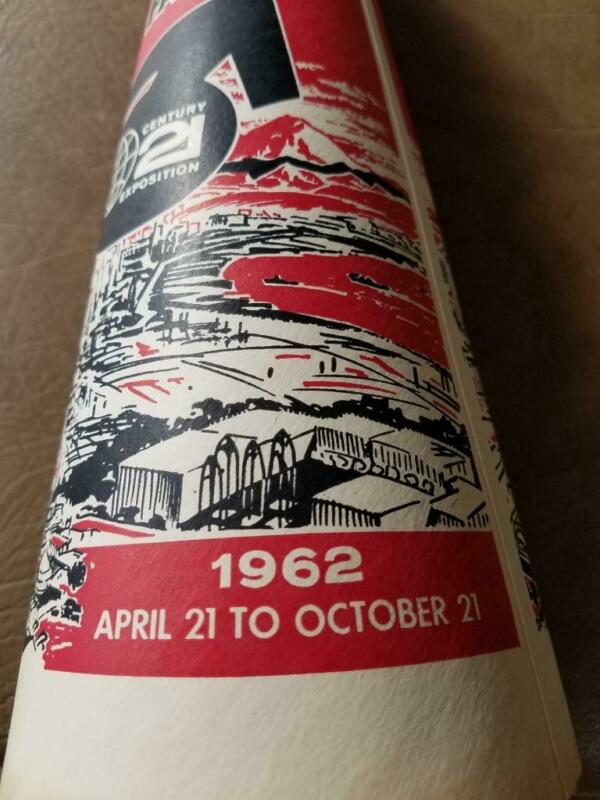 CENTURY
21
EXPOSITION
1962
APRIL 21 TO OCTOBER 21